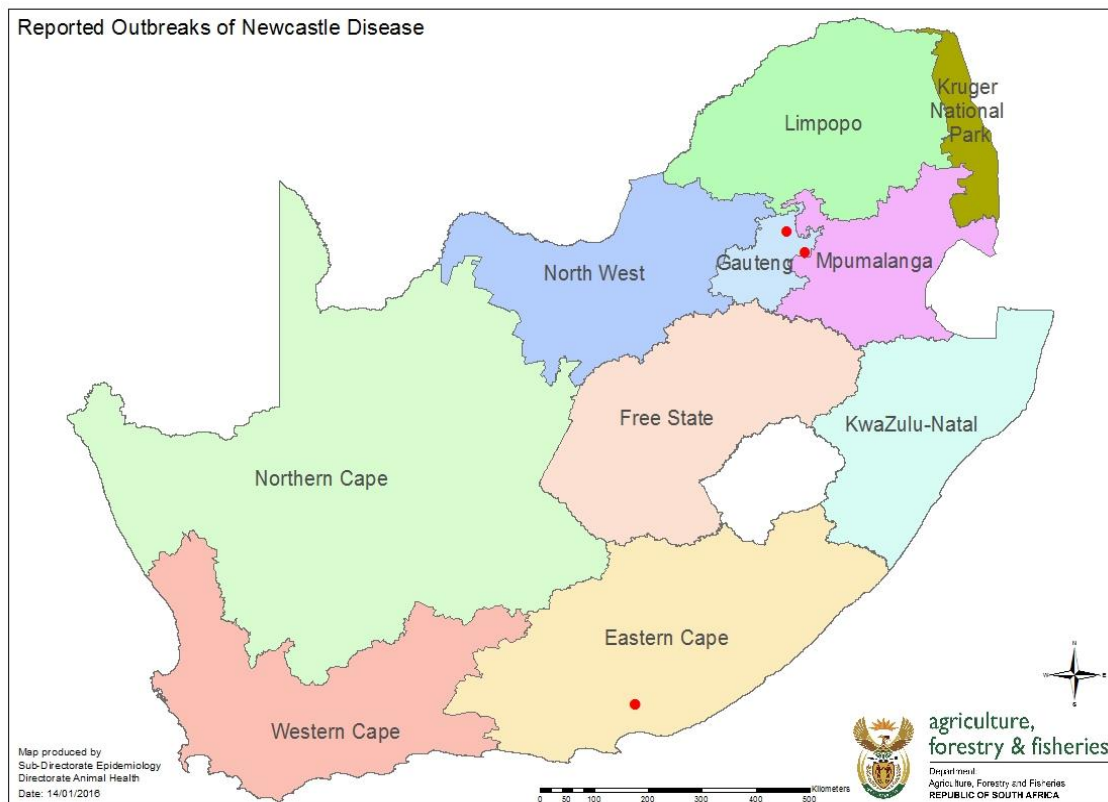 Reported Outbreaks of Newcastle Disease
Kruger
National
Park
Limpopo
North West
Gauteng
Mpumalanga
Free State
KwaZulu-Natal
Northern Cape
Eastern Cape
Western Cape
N
W
E
S
Map produced by
Sub-Directorate Epidemiology
Directorate Animal Health
Date: 14/01/2016
0 50 100 200 300 400 500
Kilometers
agriculture,
forestry & fisheries
Department:
Agriculture, Forestry and Fisheries
REPUBLIC OF SOUTH AFRICA